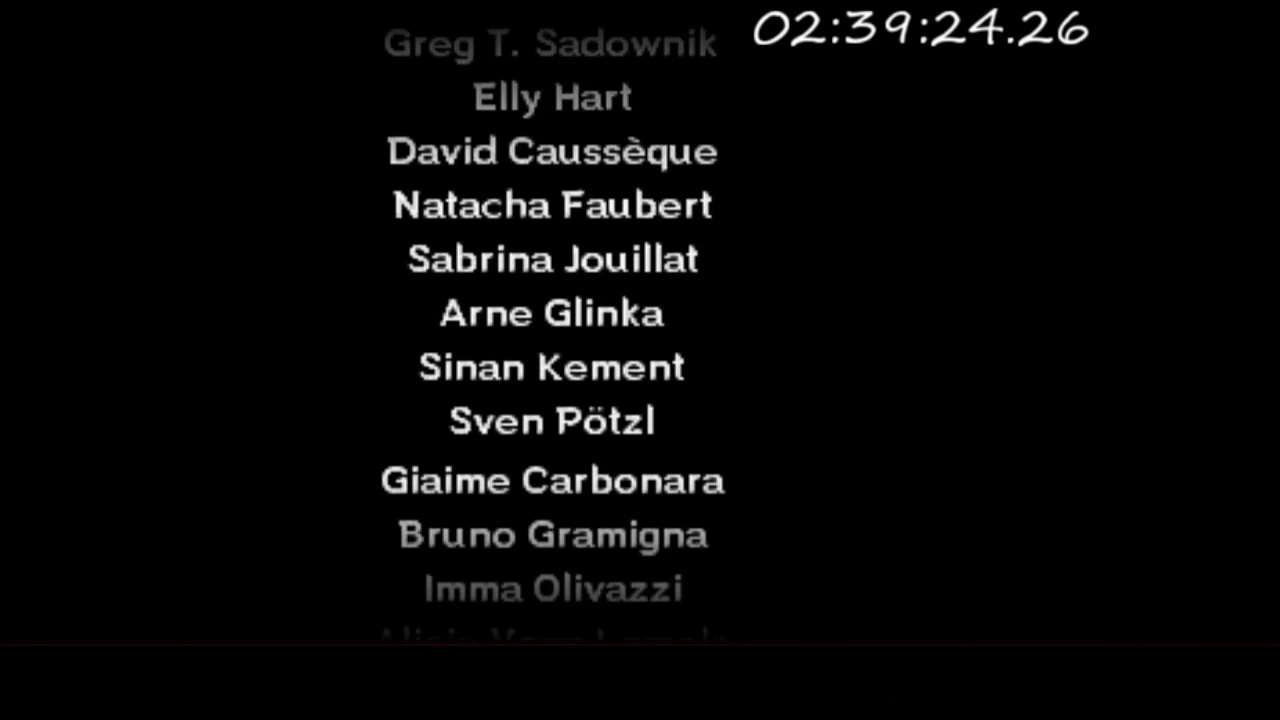 02:39:24.26
Greg T. Sadownik
Elly Hart
David Caussèque
Natacha Faubert
Sabrina Jouillat
Arne Glinka
Sinan Kement
Sven Pötzl
Giaime Carbonara
Bruno Gramigna
Imma Olivazzi